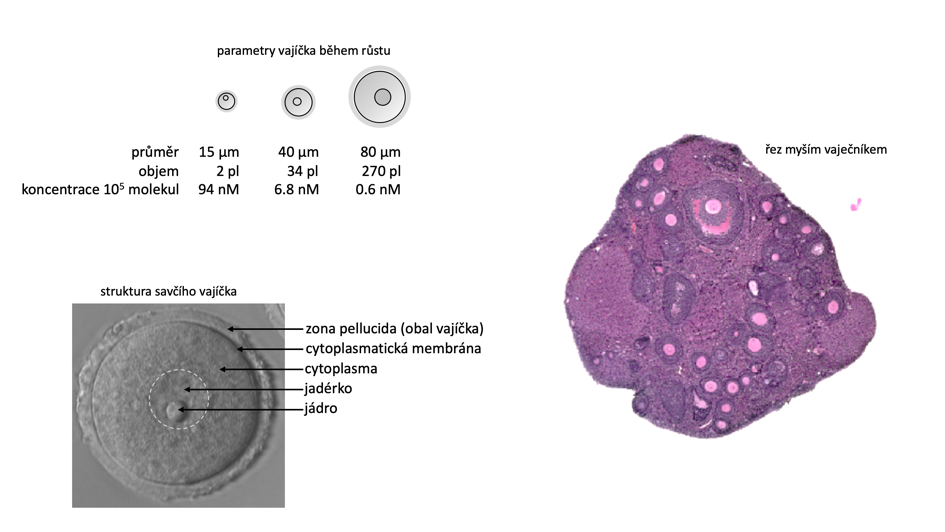 parametry vajíčka během růstu
průměr 15 µm 40 µm 80 µm
objem 2 pl 34 pl 270 pl
koncentrace 10⁵ molekul 94 nM 6.8 nM 0.6 nM
řez myším vaječníkem
struktura savčího vajíčka
zona pellucida (obal vajíčka)
cytoplasmatická membrána
cytoplasma
jadérko
jádro